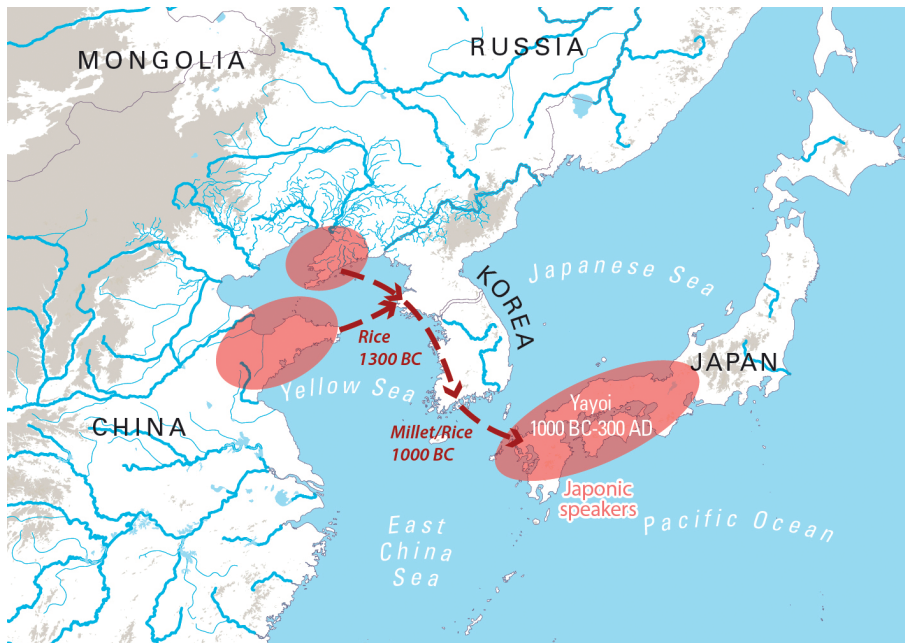 MONGOLIA
RUSSIA
KOREA
Japanese Sea
Rice
1300 BC
JAPAN
Yellow Sea
Yayoi
1000 BC-300 AD
CHINA
Millet/Rice
1000 BC
Japonic
speakers
East
China
Sea
Pacific Ocean